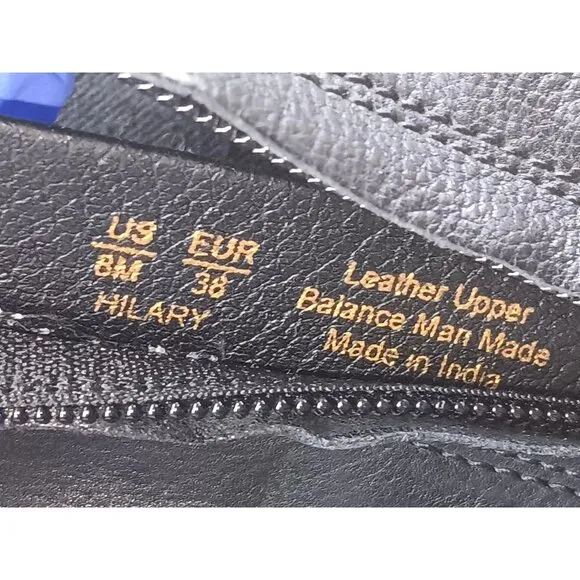 US EUR
8M 38
HILARY
Leather Upper
Balance Man Made
Made in India